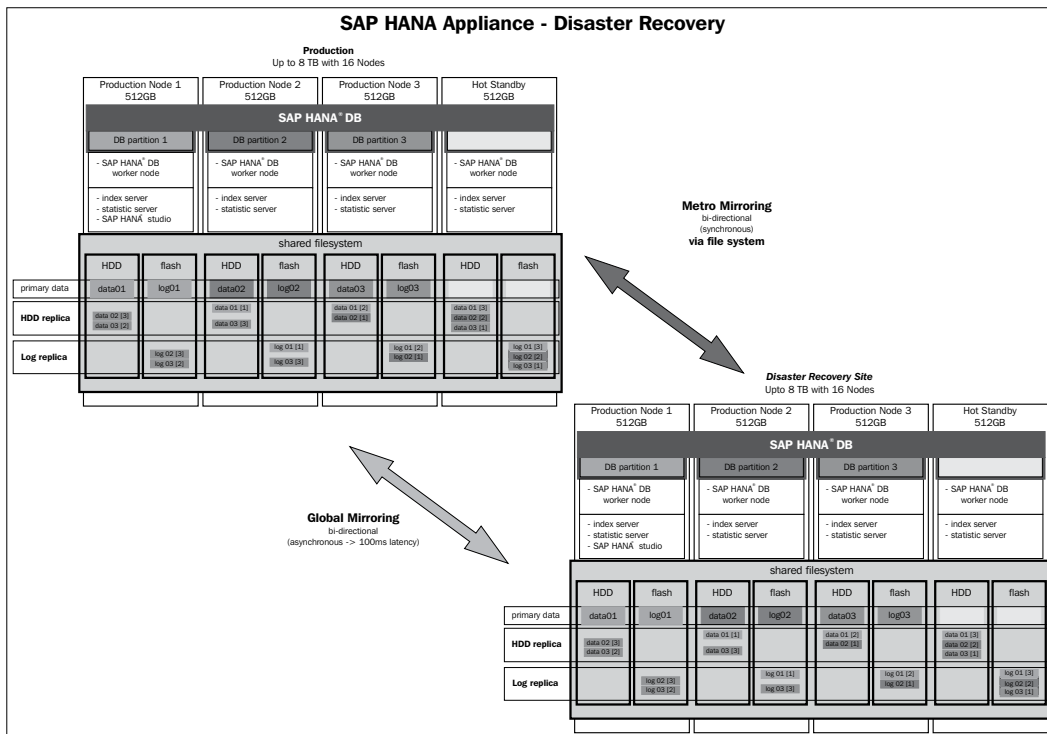 SAP HANA Appliance - Disaster Recovery
Production
Up to 8 TB with 16 Nodes
Production Node 1
512GB
Production Node 2
512GB
Production Node 3
512GB
Hot Standby
512GB
SAP HANA® DB
DB partition 1
DB partition 2
DB partition 3
- SAP HANA® DB
worker node
- SAP HANA® DB
worker node
- SAP HANA® DB
worker node
- SAP HANA® DB
worker node
- index server
- statistic server
- SAP HANA studio
- index server
- statistic server
- index server
- statistic server
- index server
- statistic server
shared filesystem
HDD flash HDD flash HDD flash HDD flash
primary data data01 log01 data02 log02 data03 log03
HDD replica
data 02 [3]
data 03 [2]
data 01 [1]
data 03 [3]
data 01 [2]
data 02 [1]
data 01 [3]
data 02 [2]
data 03 [1]
Log replica
log 02 [3]
log 03 [2]
log 01 [1]
log 03 [3]
log 01 [2]
log 02 [1]
log 01 [3]
log 02 [2]
log 03 [1]
Metro Mirroring
bi-directional
(synchronous)
via file system
Global Mirroring
bi-directional
(asynchronous -> 100ms latency)
Disaster Recovery Site
Upto 8 TB with 16 Nodes
Production Node 1
512GB
Production Node 2
512GB
Production Node 3
512GB
Hot Standby
512GB
SAP HANA® DB
DB partition 1
DB partition 2
DB partition 3
- SAP HANA® DB
worker node
- SAP HANA® DB
worker node
- SAP HANA® DB
worker node
- SAP HANA® DB
worker node
- index server
- statistic server
- SAP HANA studio
- index server
- statistic server
- index server
- statistic server
- index server
- statistic server
shared filesystem
HDD flash HDD flash HDD flash HDD flash
primary data data01 log01 data02 log02 data03 log03
HDD replica
data 02 [3]
data 03 [2]
data 01 [1]
data 03 [3]
data 01 [2]
data 02 [1]
data 01 [3]
data 02 [2]
data 03 [1]
Log replica
log 02 [3]
log 03 [2]
log 01 [1]
log 03 [3]
log 01 [2]
log 02 [1]
log 01 [3]
log 02 [2]
log 03 [1]